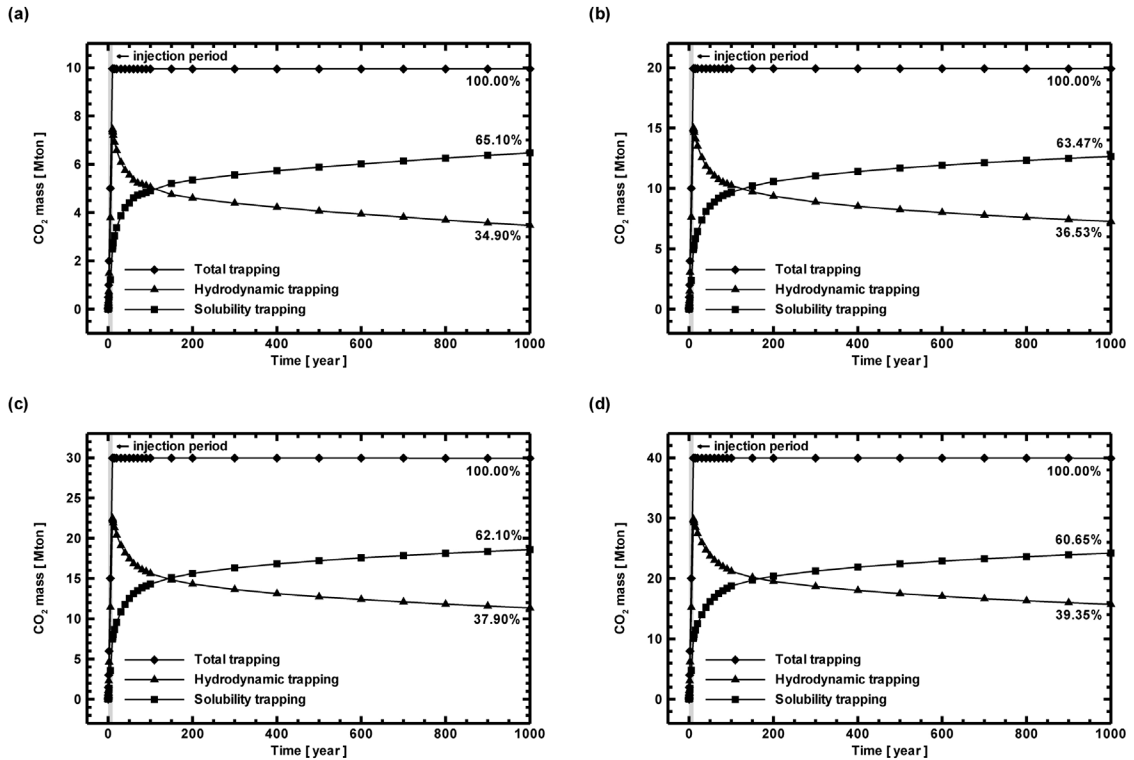 (a)
← injection period
100.00%
65.10%
34.90%
Total trapping
Hydrodynamic trapping
Solubility trapping
CO2 mass [ Mton ]
10
8
6
4
2
0
0 200 400 600 800 1000
Time [ year ]
(b)
← injection period
100.00%
63.47%
36.53%
Total trapping
Hydrodynamic trapping
Solubility trapping
CO2 mass [ Mton ]
20
15
10
5
0
0 200 400 600 800 1000
Time [ year ]
(c)
← injection period
100.00%
62.10%
37.90%
Total trapping
Hydrodynamic trapping
Solubility trapping
CO2 mass [ Mton ]
30
25
20
15
10
5
0
0 200 400 600 800 1000
Time [ year ]
(d)
← injection period
100.00%
60.65%
39.35%
Total trapping
Hydrodynamic trapping
Solubility trapping
CO2 mass [ Mton ]
40
30
20
10
0
0 200 400 600 800 1000
Time [ year ]